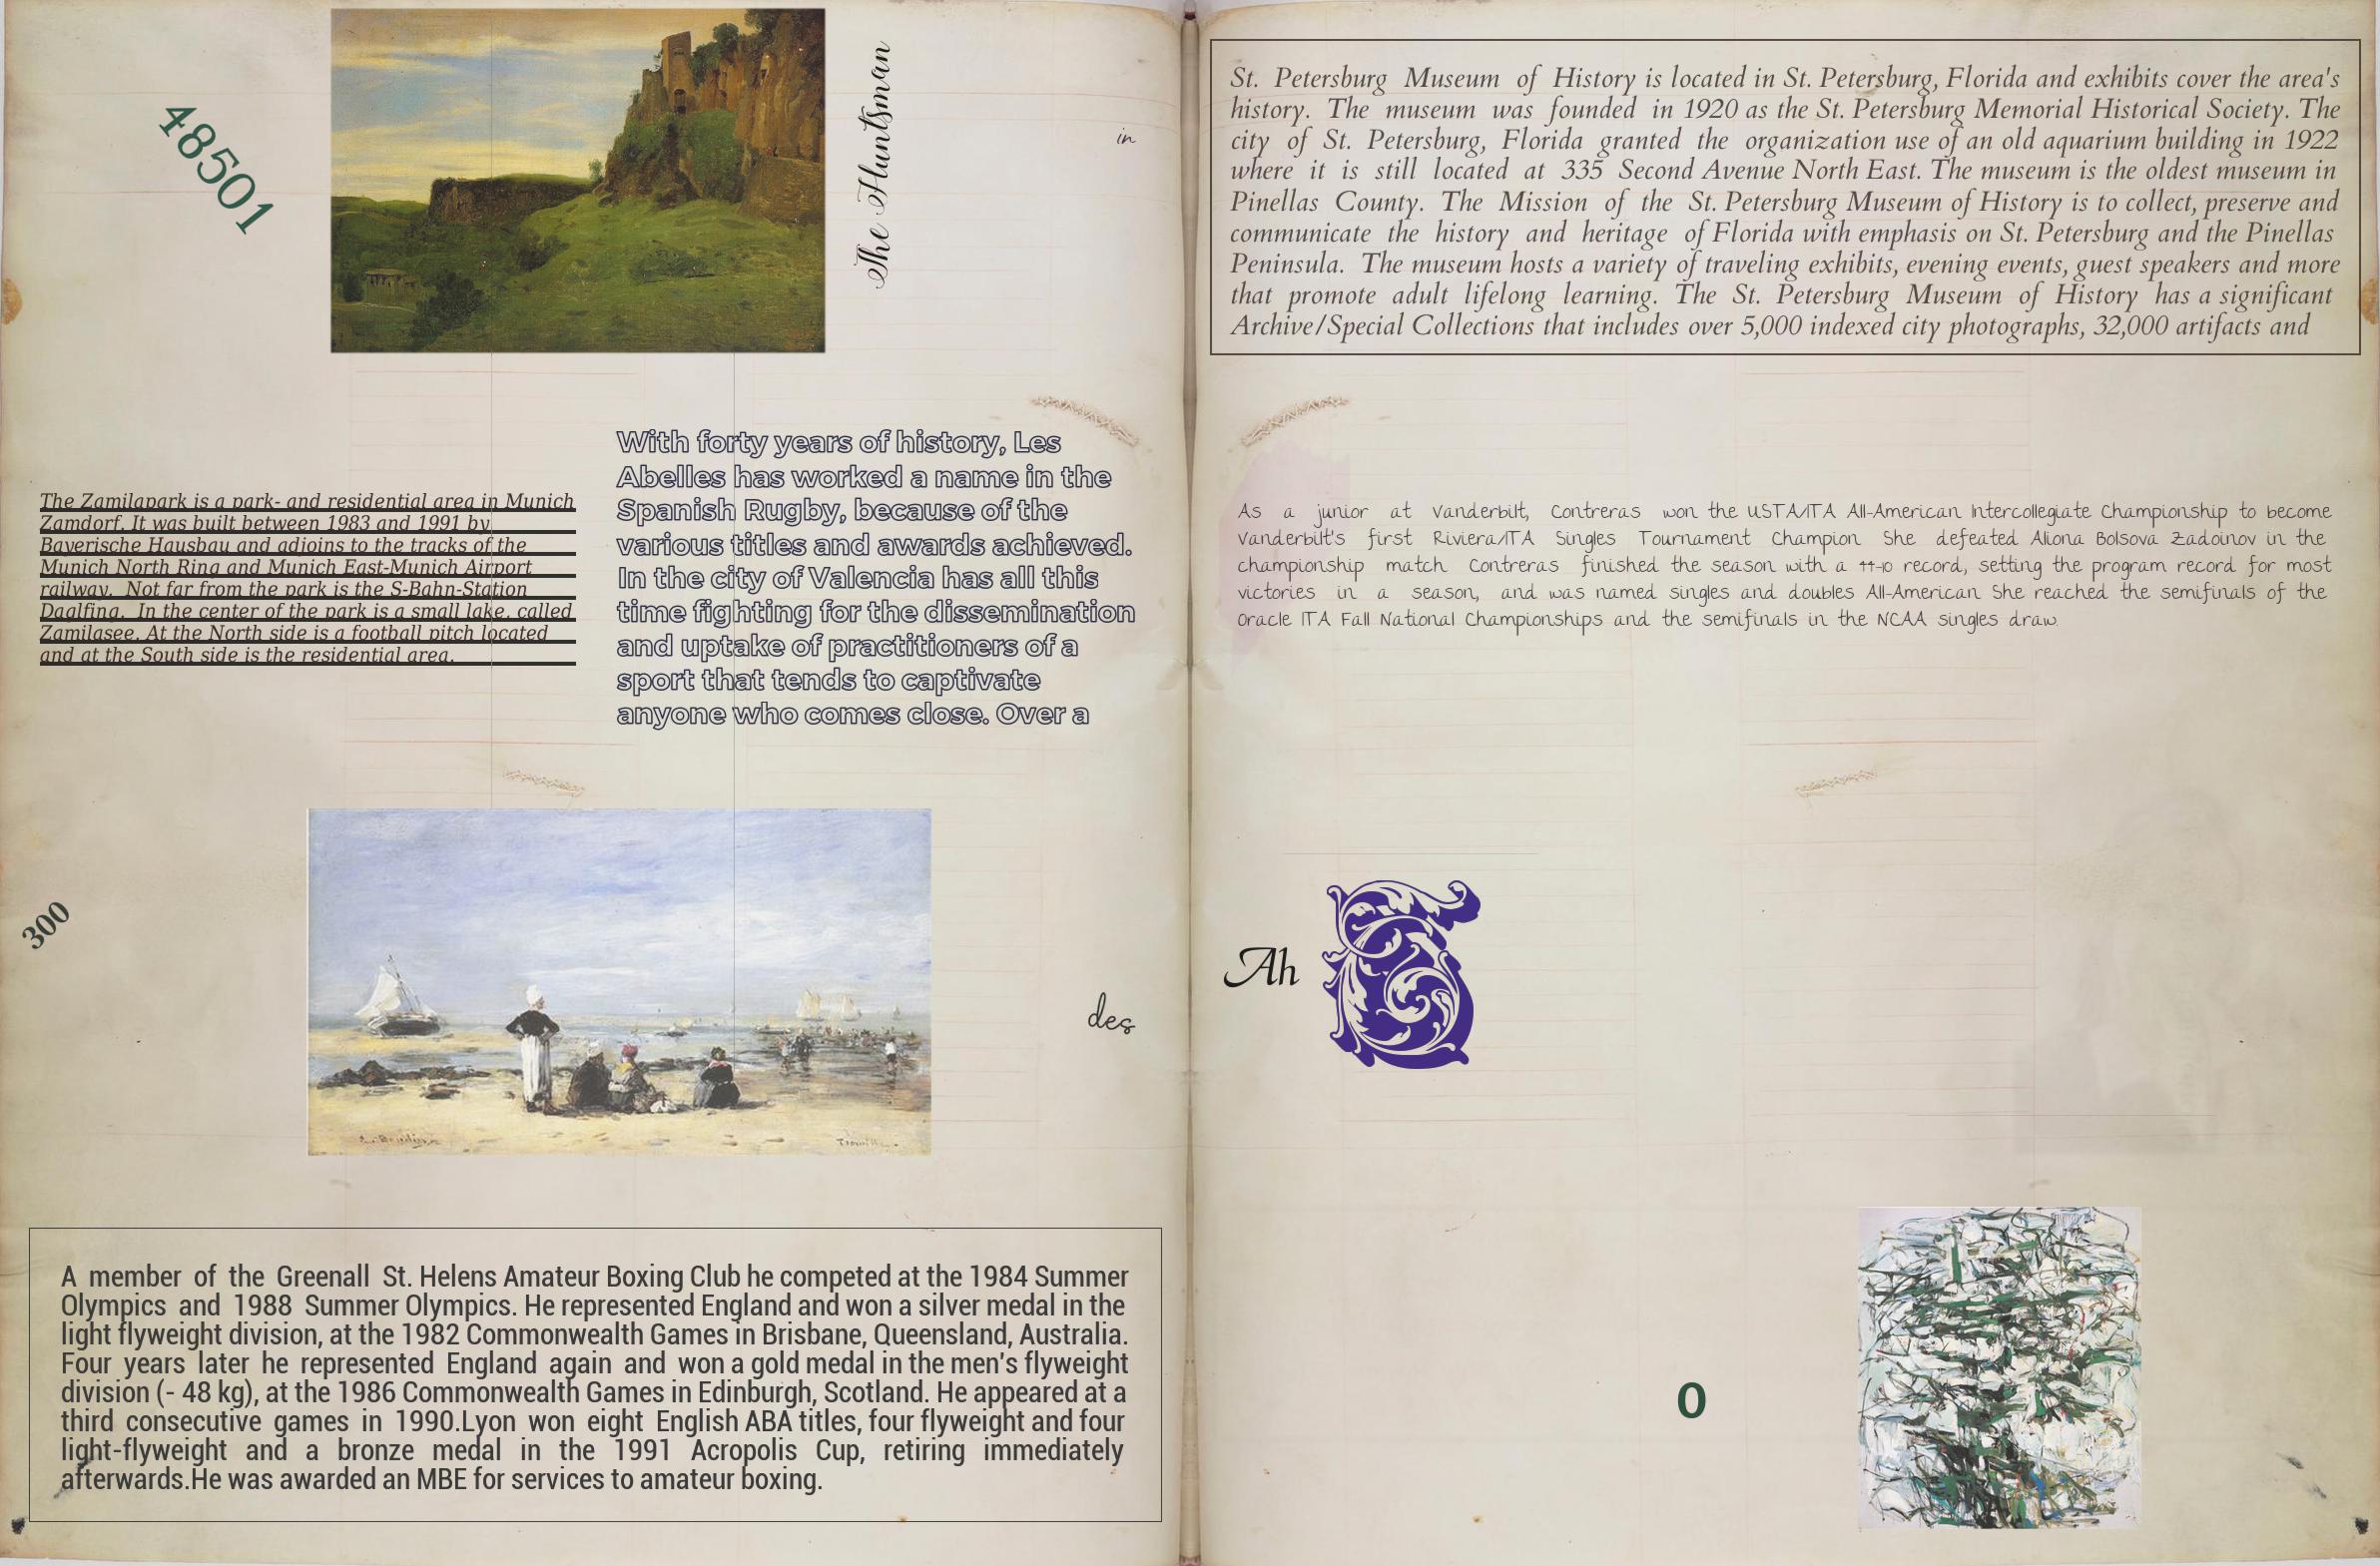 48501
The Huntsman
in
The Zamilapark is a park- and residential area in Munich
Zamdorf. It was built between 1983 and 1991 by
Bayerische Hausbau and adjoins to the tracks of the
Munich North Ring and Munich East-Munich Airport
railway. Not far from the park is the S-Bahn-Station
Daglfing. In the center of the park is a small lake, called
Zamilasee. At the North side is a football pitch located
and at the South side is the residential area.
With forty years of history, Les
Abelles has worked a name in the
Spanish Rugby, because of the
various titles and awards achieved.
In the city of Valencia has all this
time fighting for the dissemination
and uptake of practitioners of a
sport that tends to captivate
anyone who comes close. Over a
300
des
A member of the Greenall St. Helens Amateur Boxing Club he competed at the 1984 Summer
Olympics and 1988 Summer Olympics. He represented England and won a silver medal in the
light flyweight division, at the 1982 Commonwealth Games in Brisbane, Queensland, Australia.
Four years later he represented England again and won a gold medal in the men's flyweight
division (- 48 kg), at the 1986 Commonwealth Games in Edinburgh, Scotland. He appeared at a
third consecutive games in 1990.Lyon won eight English ABA titles, four flyweight and four
light-flyweight and a bronze medal in the 1991 Acropolis Cup, retiring immediately
afterwards.He was awarded an MBE for services to amateur boxing.
St. Petersburg Museum of History is located in St. Petersburg, Florida and exhibits cover the area's
history. The museum was founded in 1920 as the St. Petersburg Memorial Historical Society. The
city of St. Petersburg, Florida granted the organization use of an old aquarium building in 1922
where it is still located at 335 Second Avenue North East. The museum is the oldest museum in
Pinellas County. The Mission of the St. Petersburg Museum of History is to collect, preserve and
communicate the history and heritage of Florida with emphasis on St. Petersburg and the Pinellas
Peninsula. The museum hosts a variety of traveling exhibits, evening events, guest speakers and more
that promote adult lifelong learning. The St. Petersburg Museum of History has a significant
Archive/Special Collections that includes over 5,000 indexed city photographs, 32,000 artifacts and
As a junior at Vanderbilt, Contreras won the USTA/ITA All-American Intercollegiate Championship to become
Vanderbilt's first Riviera/ITA Singles Tournament Champion. She defeated Aliona Bolsova Zadoinov in the
championship match. Contreras finished the season with a 44-10 record, setting the program record for most
victories in a season, and was named singles and doubles All-American. She reached the semifinals of the
Oracle ITA Fall National Championships and the semifinals in the NCAA singles draw.
Ah
0